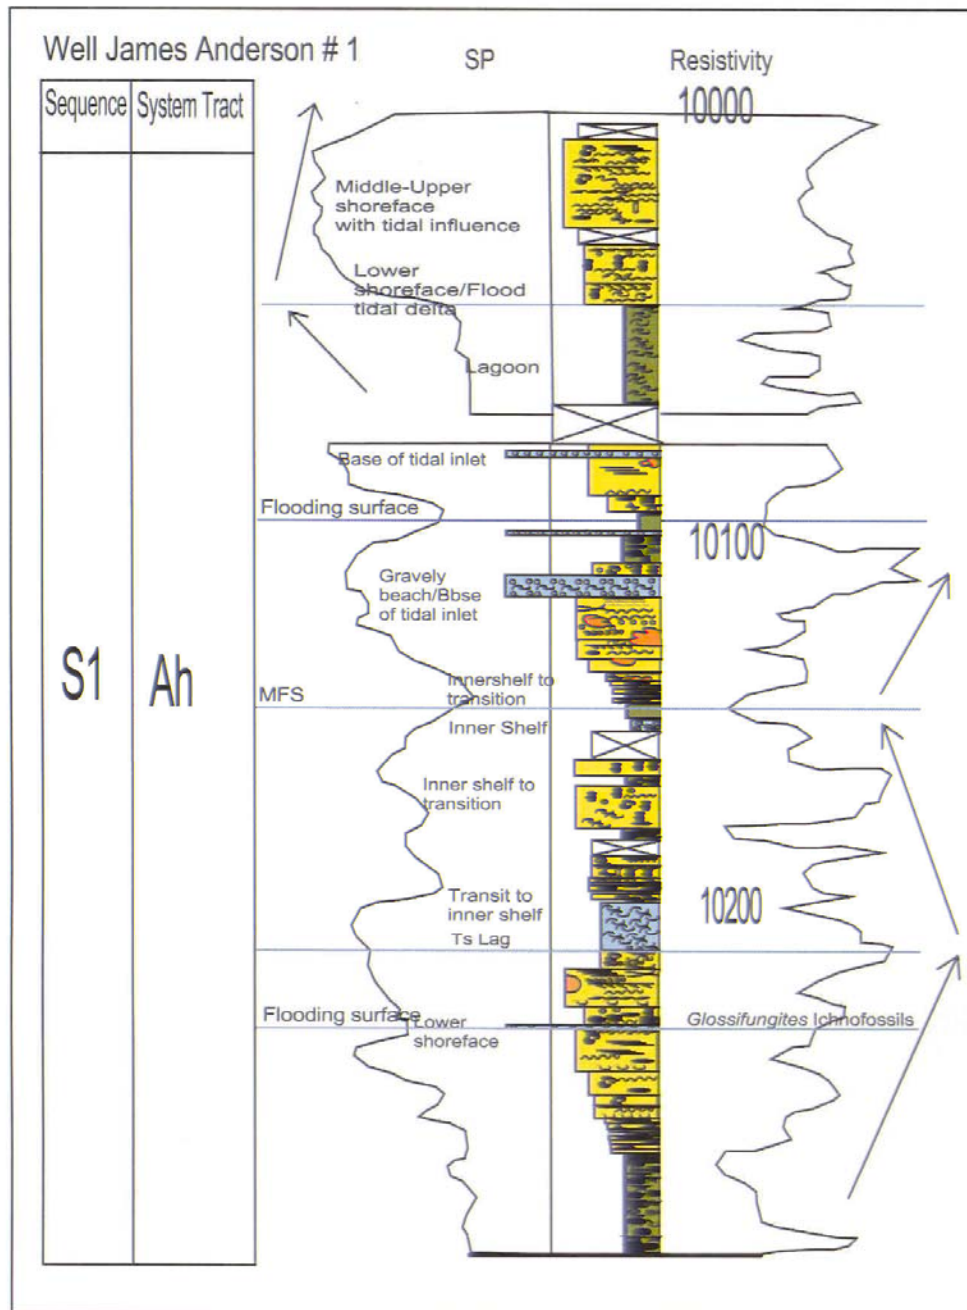 Well James Anderson # 1
SP
Resistivity
Sequence
System Tract
10000
Middle-Upper
shoreface
with tidal influence
Lower
shoreface/Flood
tidal delta
Lagoon
Base of tidal inlet
Flooding surface
10100
Gravely
beach/Bbse
of tidal inlet
S1
Ah
Innershelf to
transition
MFS
Inner Shelf
Inner shelf to
transition
Transit to
inner shelf
10200
Ts Lag
Flooding surface
Glossifungites Ichnofossils
Lower
shoreface